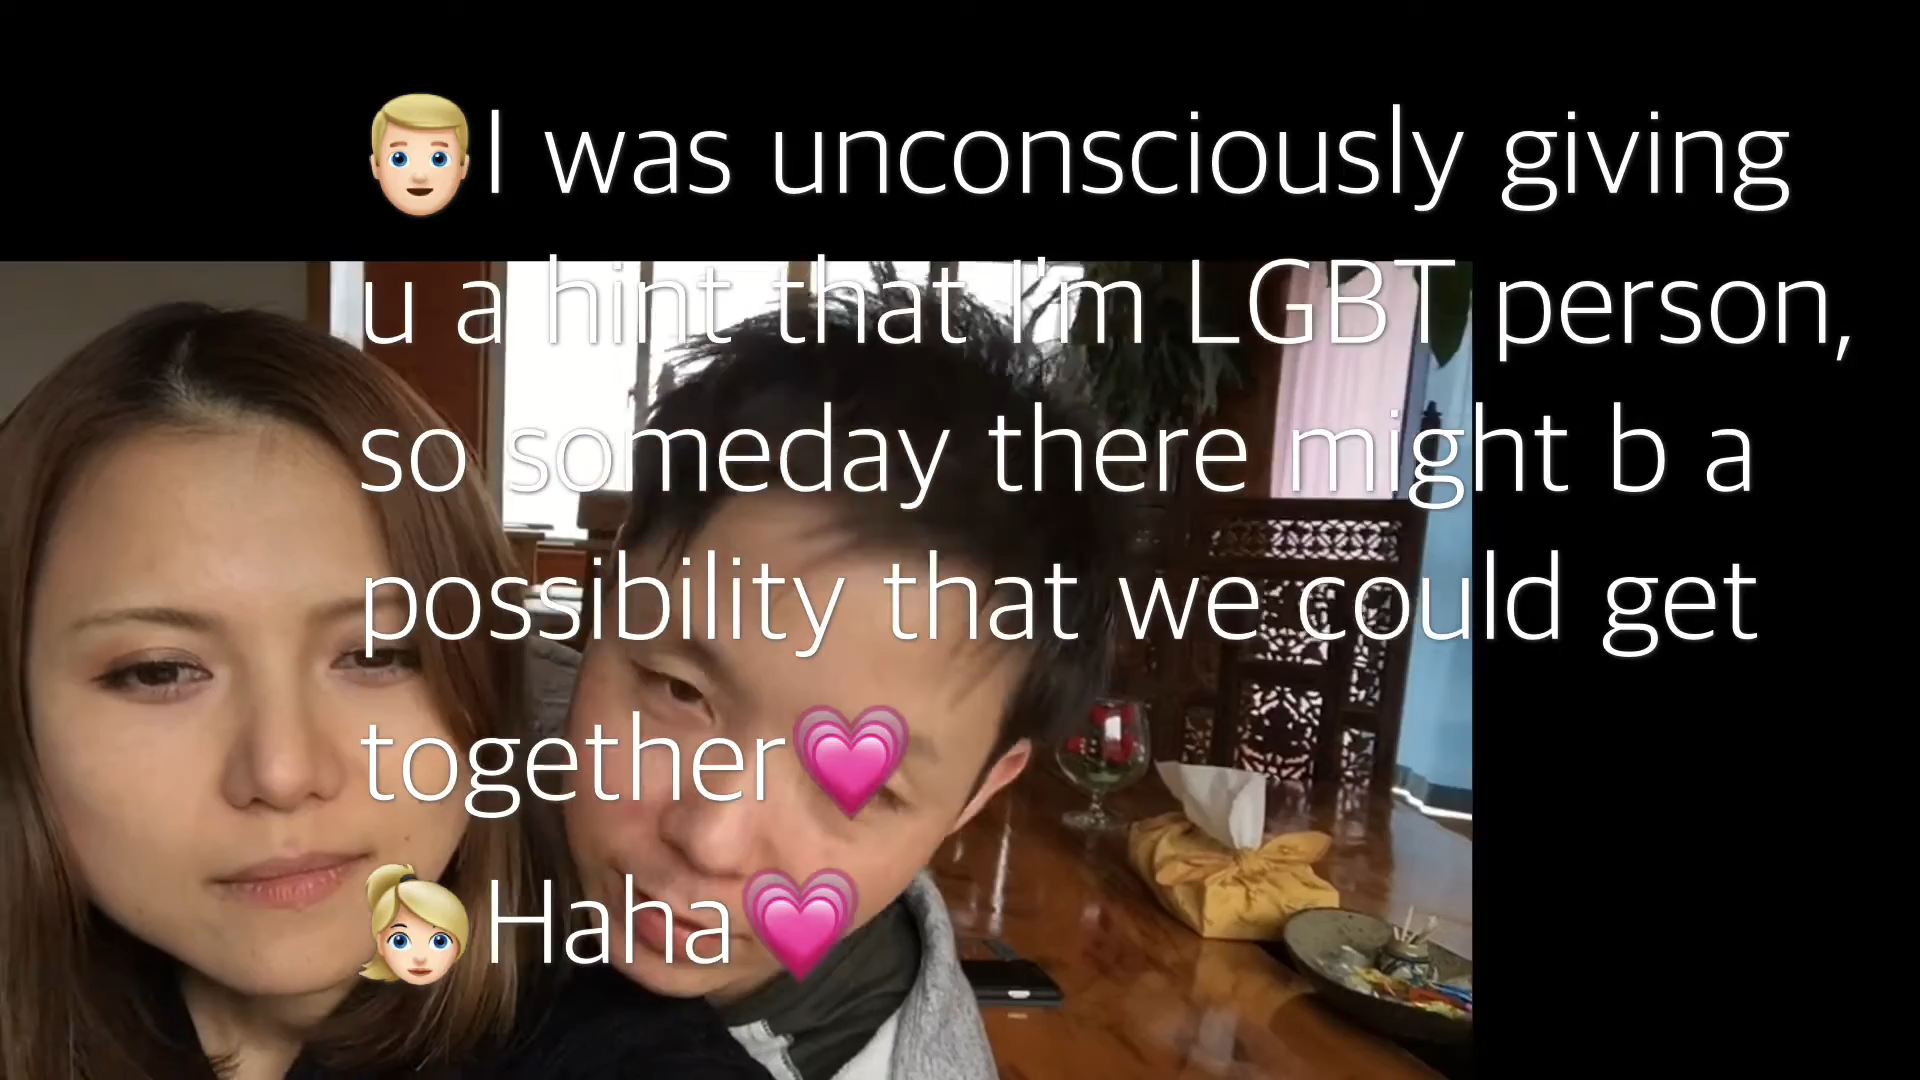 👱🏻‍♂️I was unconsciously giving
u a hint that I'm LGBT person,
so someday there might b a
possibility that we could get
together💗
👱🏻‍♀️Haha💗